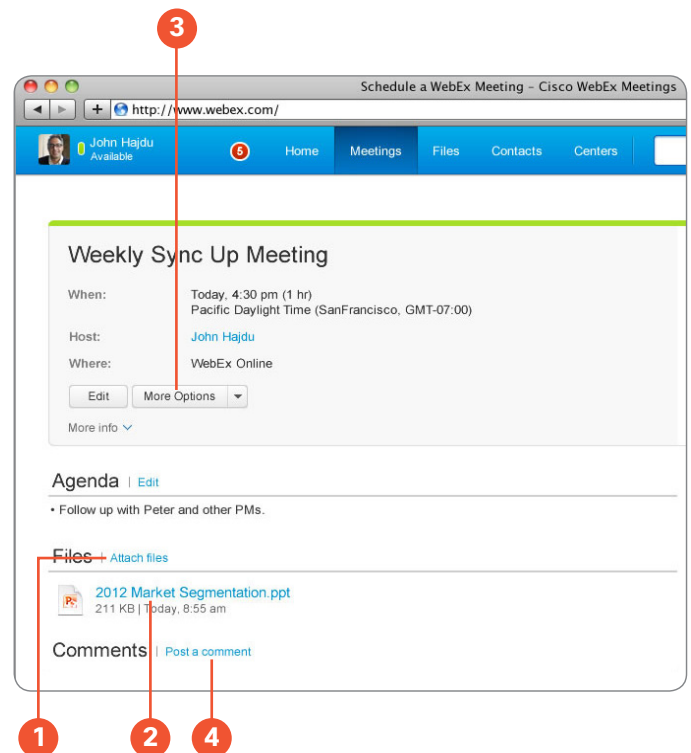 3
Schedule a WebEx Meeting - Cisco WebEx Meetings
http://www.webex.com/
John Hajdu
Available
5
Home Meetings Files Contacts Centers
Weekly Sync Up Meeting
When: Today, 4:30 pm (1 hr)
Pacific Daylight Time (SanFrancisco, GMT-07:00)
Host: John Hajdu
Where: WebEx Online
Edit More Options
More info
Agenda | Edit
• Follow up with Peter and other PMs.
Files | Attach files
2012 Market Segmentation.ppt
211 KB | Today, 8:55 am
Comments | Post a comment
1 2 4